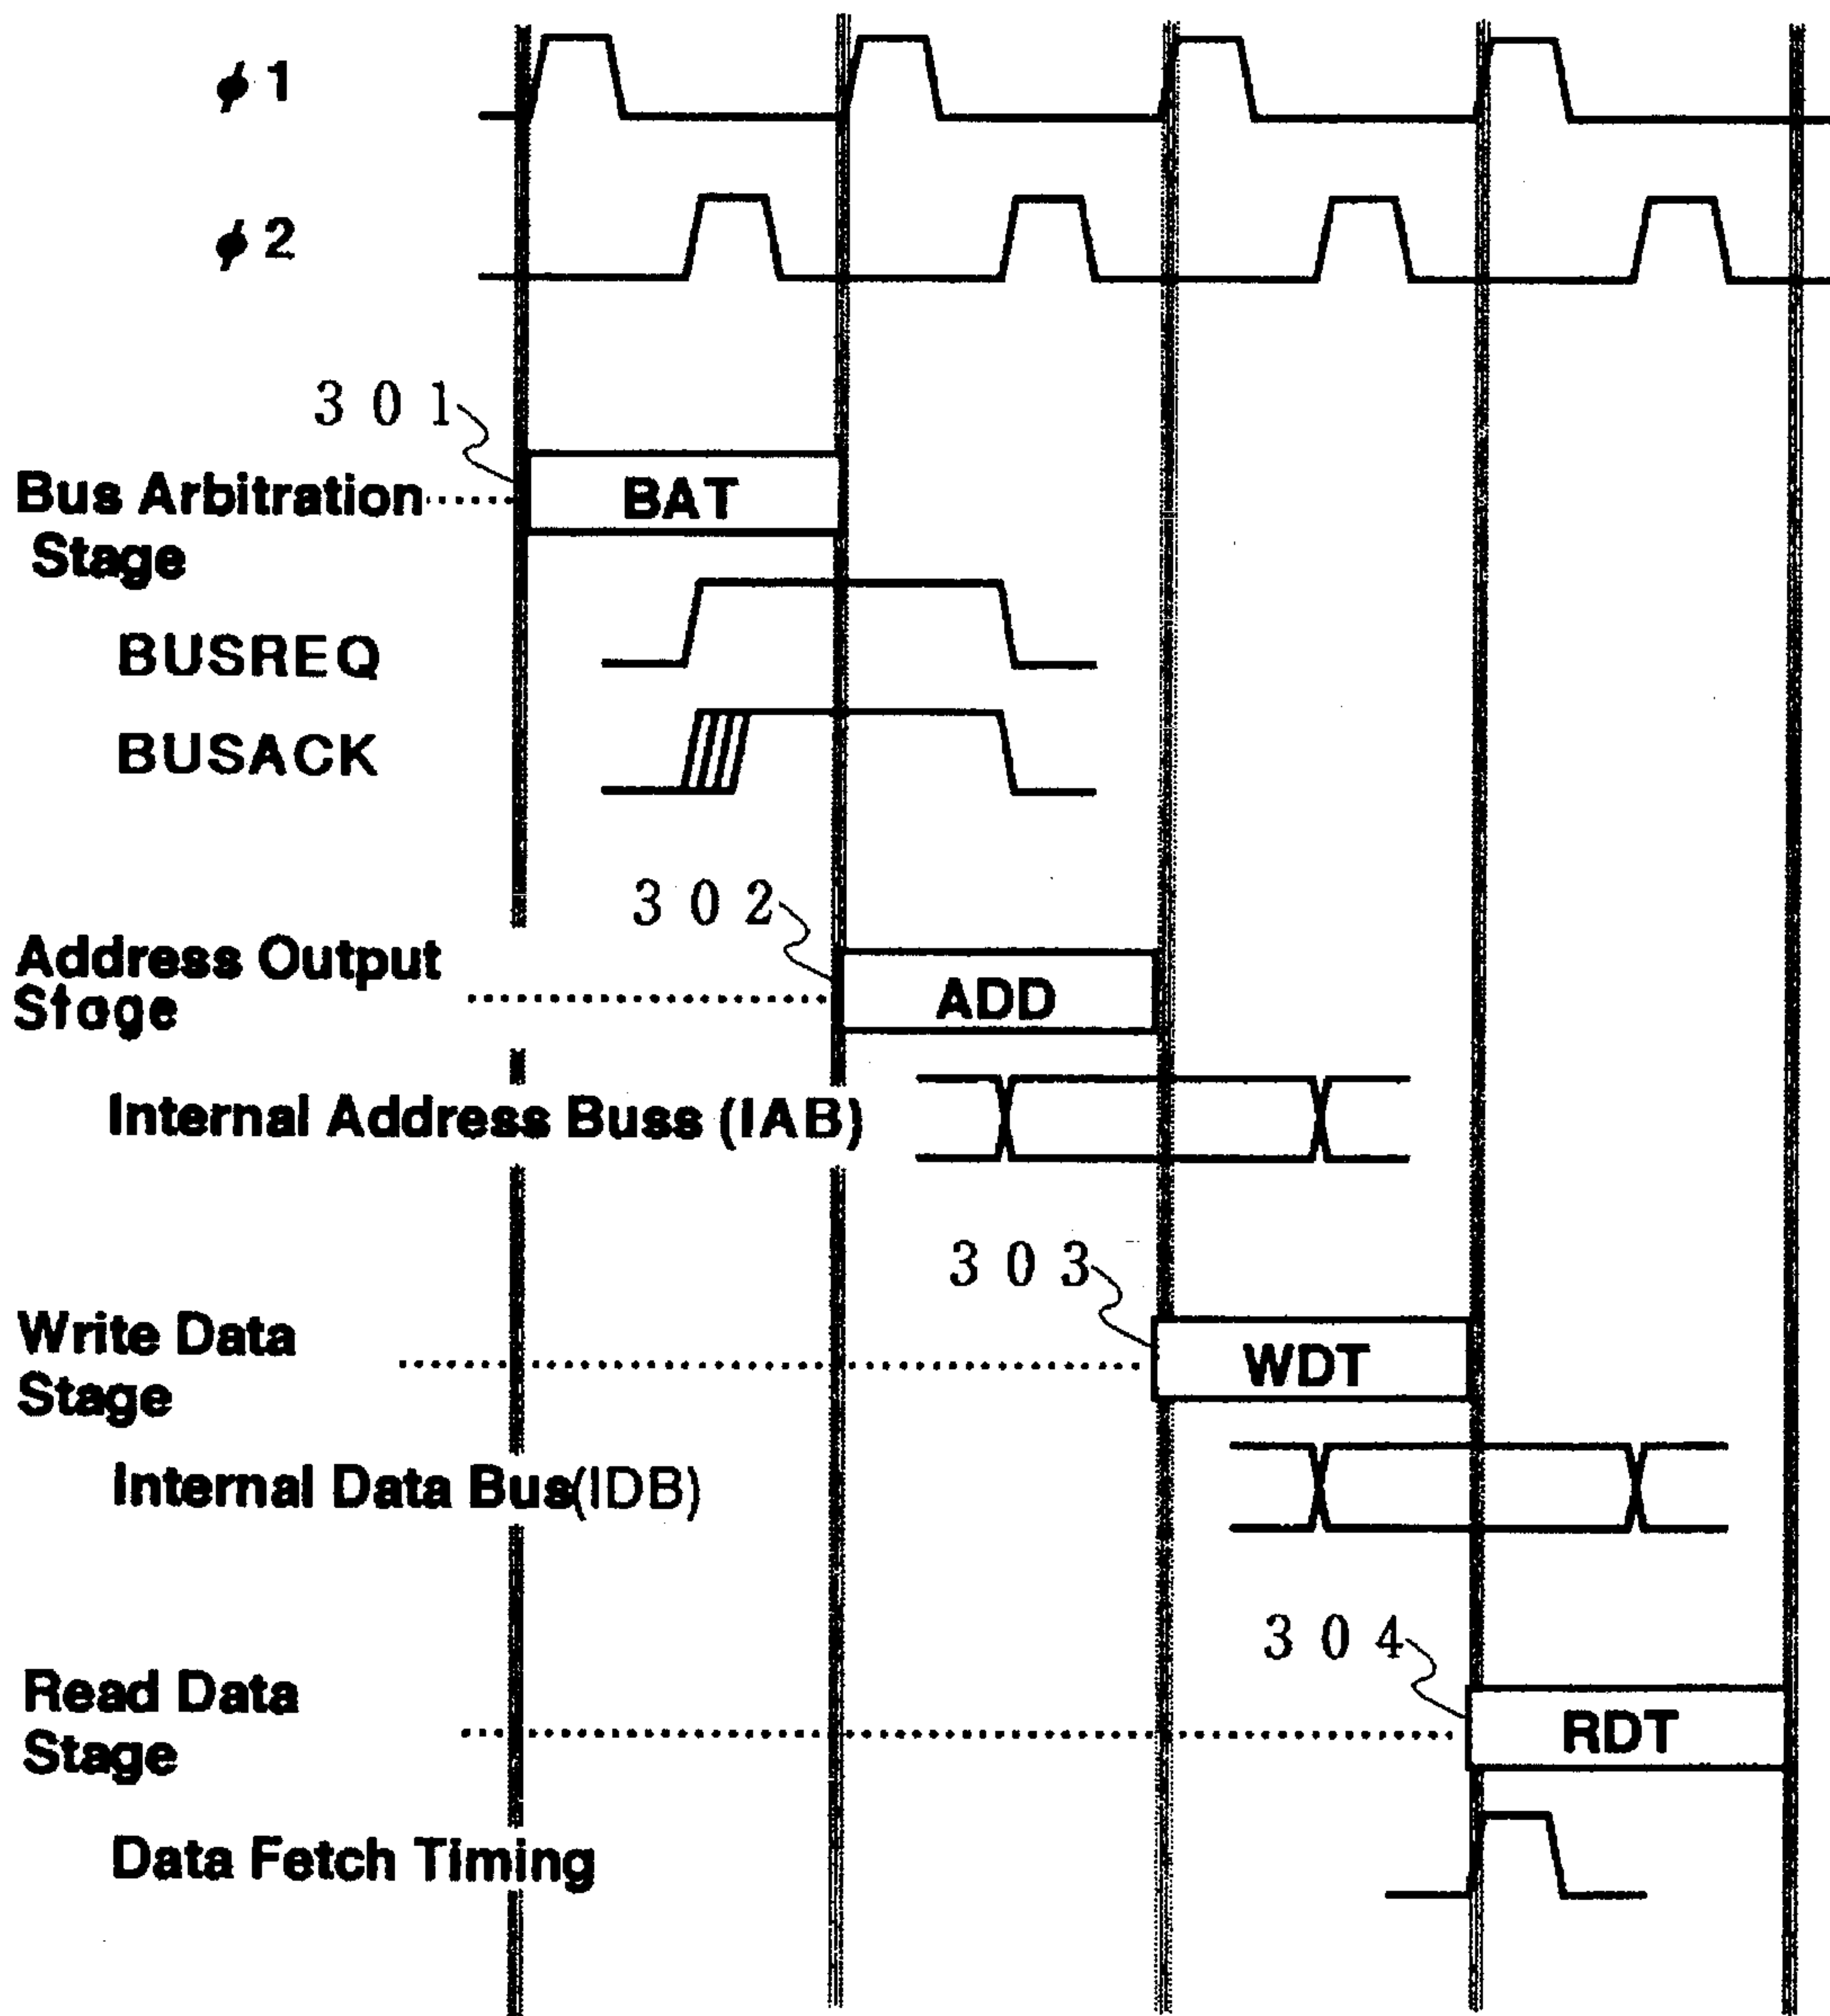 ϕ1
ϕ2
301
Bus Arbitration
Stage
BAT
BUSREQ
BUSACK
302
Address Output
Stage
ADD
Internal Address Buss (IAB)
303
Write Data
Stage
WDT
Internal Data Bus(IDB)
304
Read Data
Stage
RDT
Data Fetch Timing